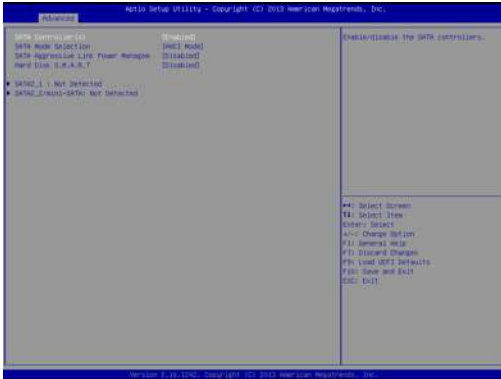 Aptio Setup Utility - Copyright (C) 2013 American Megatrends, Inc.
Advanced
SATA Controller(s) [Enabled]
SATA Mode Selection [AHCI Mode]
SATA Aggressive Link Power Managem [Disabled]
Hard Disk S.M.A.R.T [Disabled]
SATA2_1 : Not Detected
SATA2_2/mini-SATA: Not Detected
Enable/disable the SATA controllers.
→←: Select Screen
↑↓: Select Item
Enter: Select
+/-: Change Option
F1: General Help
F7: Discard Changes
F9: Load UEFI Defaults
F10: Save and Exit
ESC: Exit
Version 2.16.1242. Copyright (C) 2013 American Megatrends, Inc.